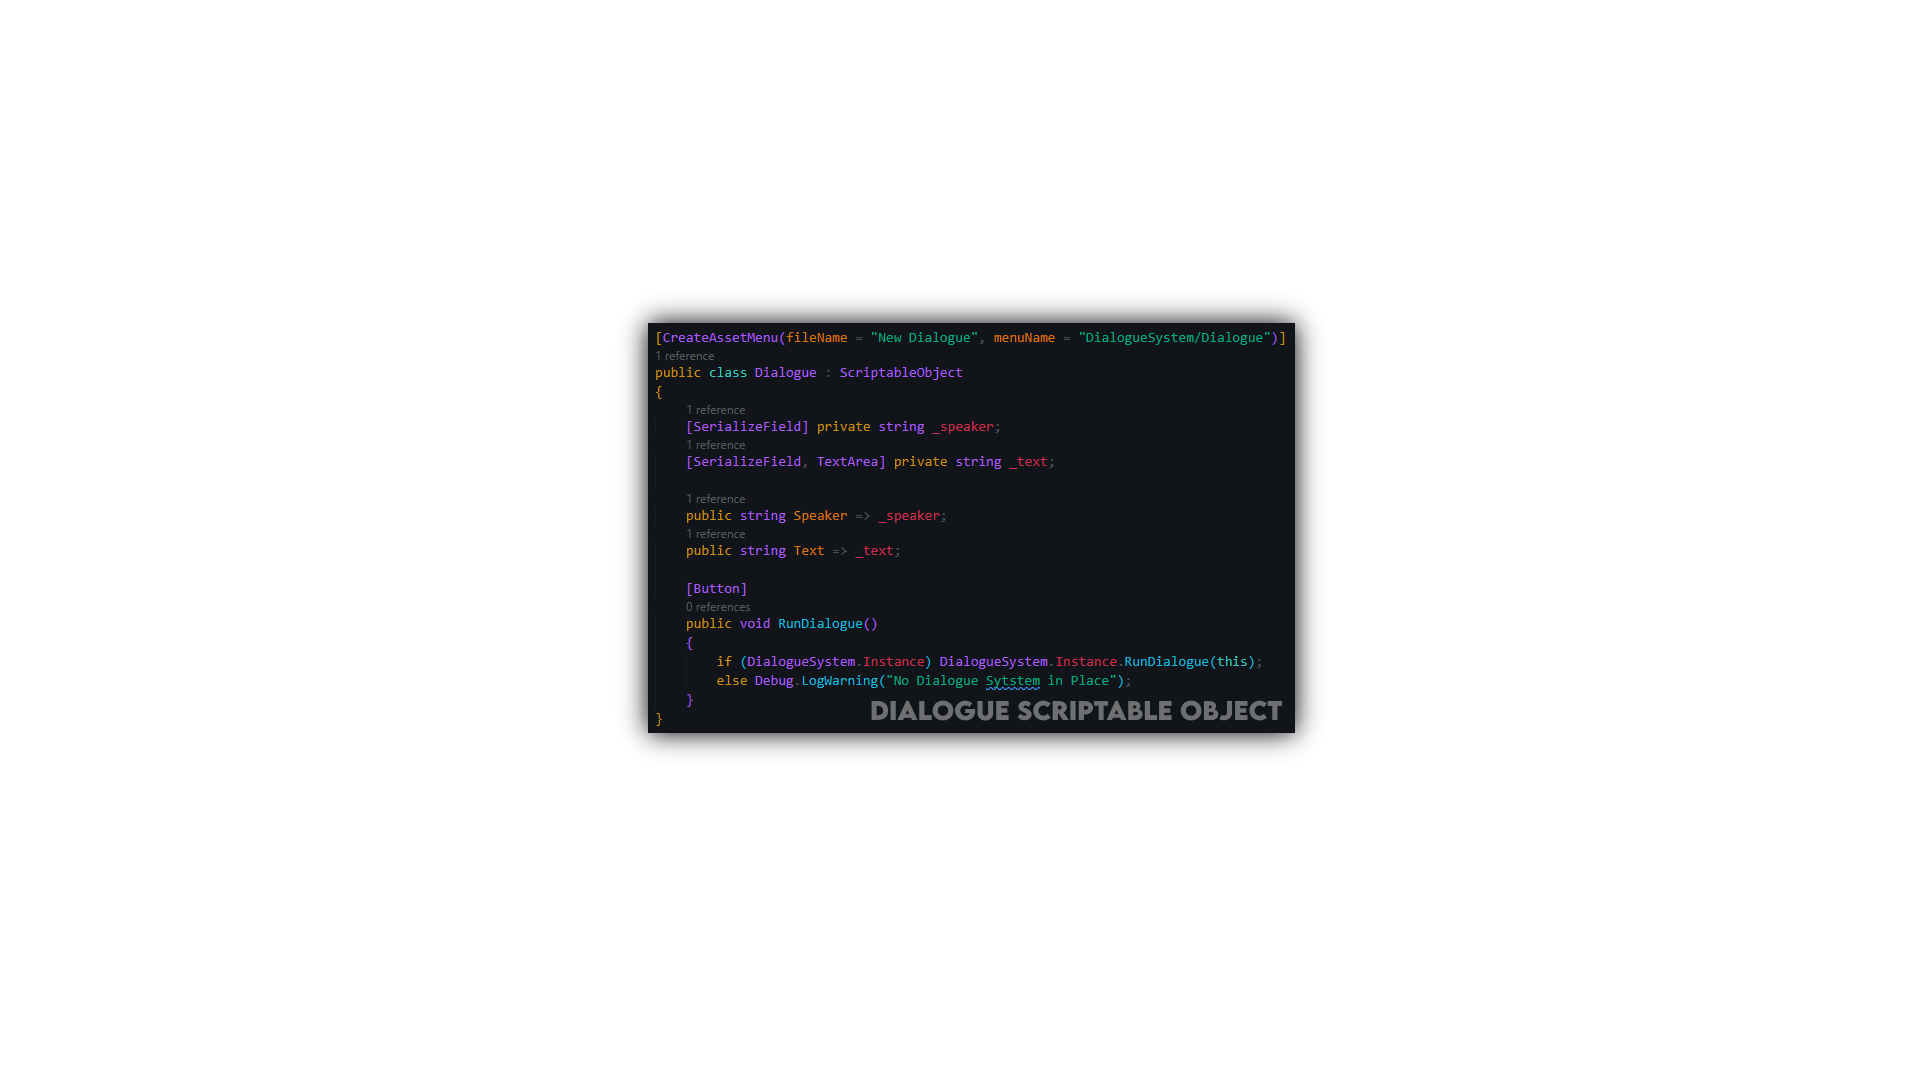 [CreateAssetMenu(fileName = "New Dialogue", menuName = "DialogueSystem/Dialogue")]
1 reference
public class Dialogue : ScriptableObject
{
1 reference
[SerializeField] private string _speaker;
1 reference
[SerializeField, TextArea] private string _text;
1 reference
public string Speaker => _speaker;
1 reference
public string Text => _text;
[Button]
0 references
public void RunDialogue()
{
if (DialogueSystem.Instance) DialogueSystem.Instance.RunDialogue(this);
else Debug.LogWarning("No Dialogue Sytstem in Place");
}
DIALOGUE SCRIPTABLE OBJECT
}